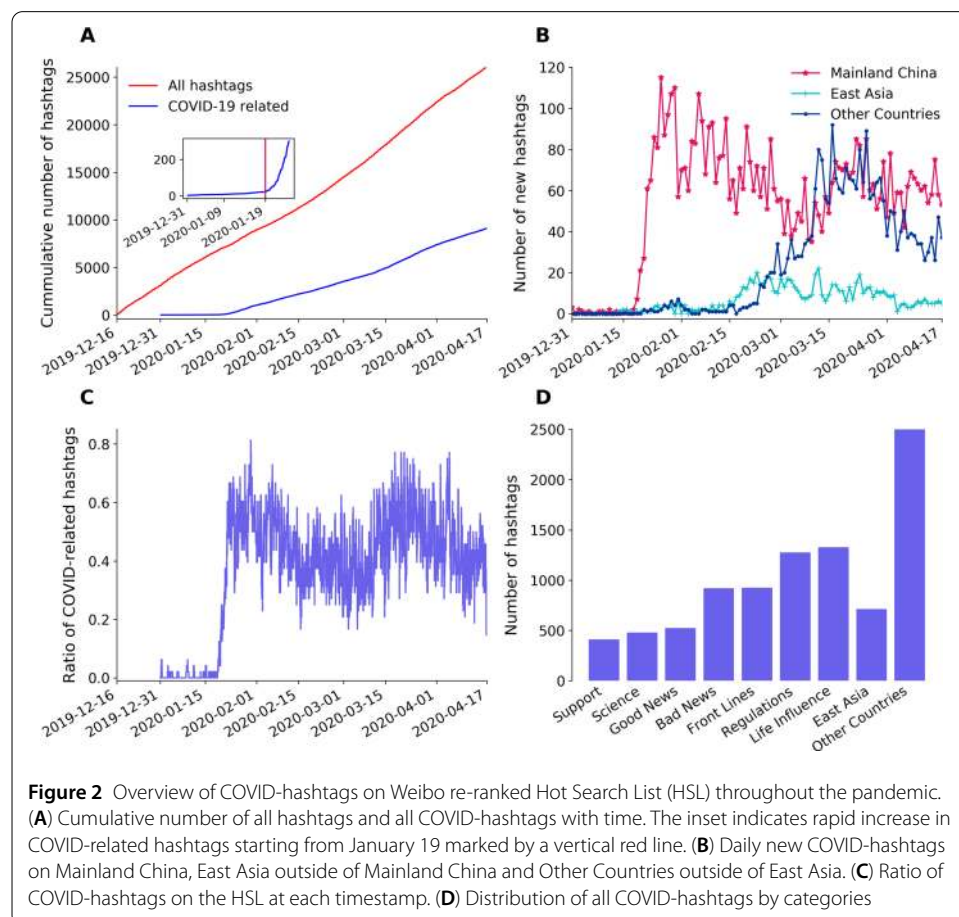 A
Cummulative number of hashtags
25000
20000
15000
10000
5000
0
All hashtags
COVID-19 related
200
0
2019-12-31
2020-01-09
2020-01-19
2019-12-16
2019-12-31
2020-01-15
2020-02-01
2020-02-15
2020-03-01
2020-03-15
2020-04-01
2020-04-17
B
Number of new hashtags
120
100
80
60
40
20
0
Mainland China
East Asia
Other Countries
2019-12-31
2020-01-15
2020-02-01
2020-02-15
2020-03-01
2020-03-15
2020-04-01
2020-04-17
C
Ratio of COVID-related hashtags
0.8
0.6
0.4
0.2
0.0
2019-12-16
2019-12-31
2020-01-15
2020-02-01
2020-02-15
2020-03-01
2020-03-15
2020-04-01
2020-04-17
D
Number of hashtags
2500
2000
1500
1000
500
0
Support
Science
Good News
Bad News
Front Lines
Regulations
Life Influence
East Asia
Other Countries
Figure 2 Overview of COVID-hashtags on Weibo re-ranked Hot Search List (HSL) throughout the pandemic.
(A) Cumulative number of all hashtags and all COVID-hashtags with time. The inset indicates rapid increase in
COVID-related hashtags starting from January 19 marked by a vertical red line. (B) Daily new COVID-hashtags
on Mainland China, East Asia outside of Mainland China and Other Countries outside of East Asia. (C) Ratio of
COVID-hashtags on the HSL at each timestamp. (D) Distribution of all COVID-hashtags by categories